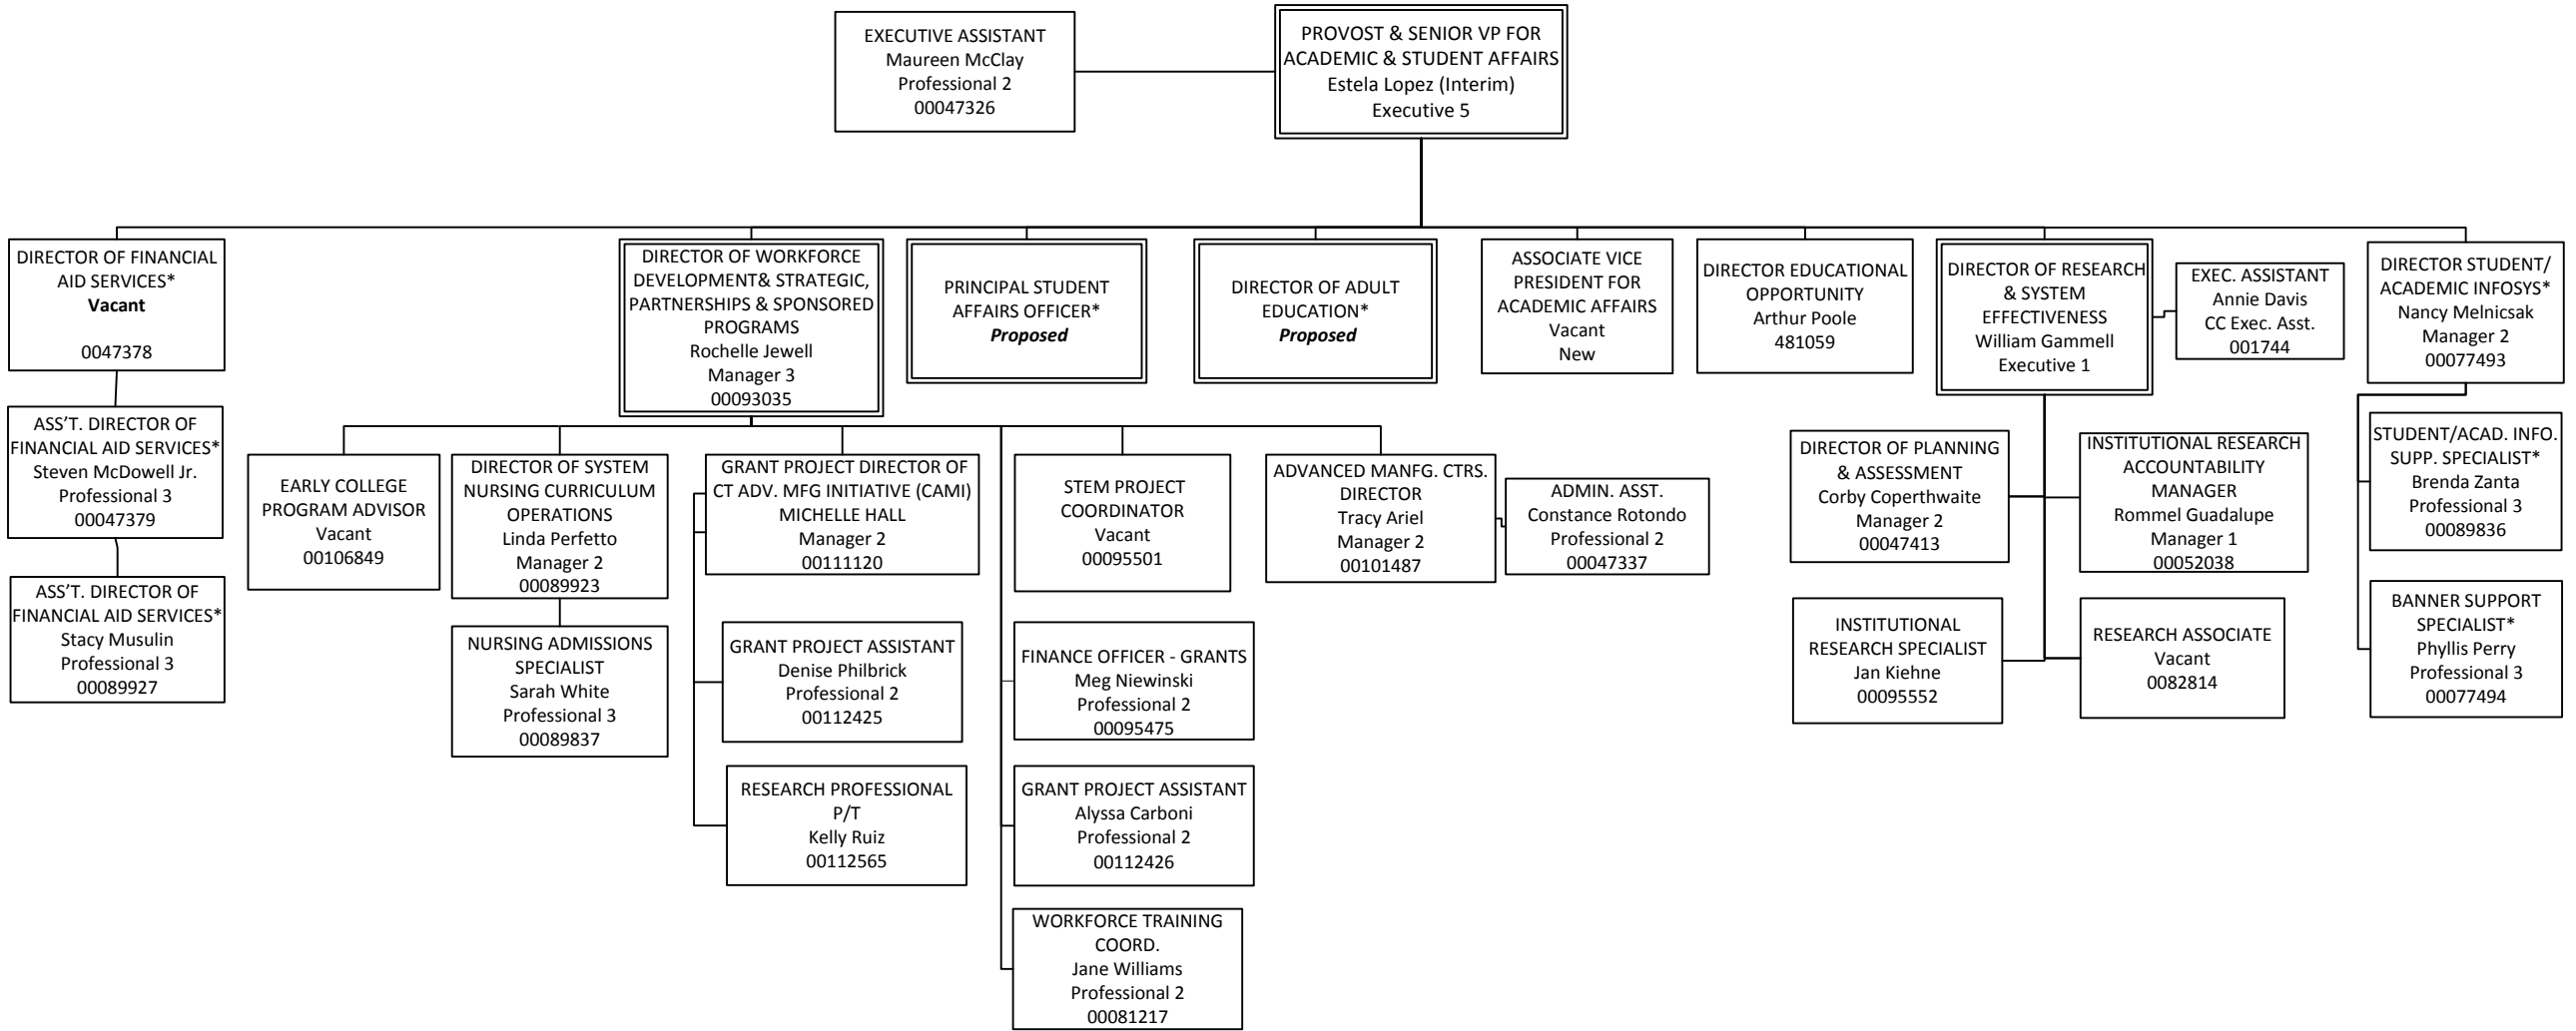 EXECUTIVE ASSISTANT
Maureen McClay
Professional 2
00047326
PROVOST & SENIOR VP FOR
ACADEMIC & STUDENT AFFAIRS
Estela Lopez (Interim)
Executive 5
DIRECTOR OF FINANCIAL
AID SERVICES*
Vacant
0047378
DIRECTOR OF WORKFORCE
DEVELOPMENT& STRATEGIC,
PARTNERSHIPS & SPONSORED
PROGRAMS
Rochelle Jewell
Manager 3
00093035
PRINCIPAL STUDENT
AFFAIRS OFFICER*
Proposed
DIRECTOR OF ADULT
EDUCATION*
Proposed
ASSOCIATE VICE
PRESIDENT FOR
ACADEMIC AFFAIRS
Vacant
New
DIRECTOR EDUCATIONAL
OPPORTUNITY
Arthur Poole
481059
DIRECTOR OF RESEARCH
& SYSTEM
EFFECTIVENESS
William Gammell
Executive 1
EXEC. ASSISTANT
Annie Davis
CC Exec. Asst.
001744
DIRECTOR STUDENT/
ACADEMIC INFOSYS*
Nancy Melnicsak
Manager 2
00077493
ASS'T. DIRECTOR OF
FINANCIAL AID SERVICES*
Steven McDowell Jr.
Professional 3
00047379
EARLY COLLEGE
PROGRAM ADVISOR
Vacant
00106849
DIRECTOR OF SYSTEM
NURSING CURRICULUM
OPERATIONS
Linda Perfetto
Manager 2
00089923
GRANT PROJECT DIRECTOR OF
CT ADV. MFG INITIATIVE (CAMI)
MICHELLE HALL
Manager 2
00111120
STEM PROJECT
COORDINATOR
Vacant
00095501
ADVANCED MANFG. CTRS.
DIRECTOR
Tracy Ariel
Manager 2
00101487
ADMIN. ASST.
Constance Rotondo
Professional 2
00047337
DIRECTOR OF PLANNING
& ASSESSMENT
Corby Coperthwaite
Manager 2
00047413
INSTITUTIONAL RESEARCH
ACCOUNTABILITY
MANAGER
Rommel Guadalupe
Manager 1
00052038
STUDENT/ACAD. INFO.
SUPP. SPECIALIST*
Brenda Zanta
Professional 3
00089836
ASS'T. DIRECTOR OF
FINANCIAL AID SERVICES*
Stacy Musulin
Professional 3
00089927
NURSING ADMISSIONS
SPECIALIST
Sarah White
Professional 3
00089837
GRANT PROJECT ASSISTANT
Denise Philbrick
Professional 2
00112425
FINANCE OFFICER - GRANTS
Meg Niewinski
Professional 2
00095475
INSTITUTIONAL
RESEARCH SPECIALIST
Jan Kiehne
00095552
RESEARCH ASSOCIATE
Vacant
0082814
BANNER SUPPORT
SPECIALIST*
Phyllis Perry
Professional 3
00077494
RESEARCH PROFESSIONAL
P/T
Kelly Ruiz
00112565
GRANT PROJECT ASSISTANT
Alyssa Carboni
Professional 2
00112426
WORKFORCE TRAINING
COORD.
Jane Williams
Professional 2
00081217